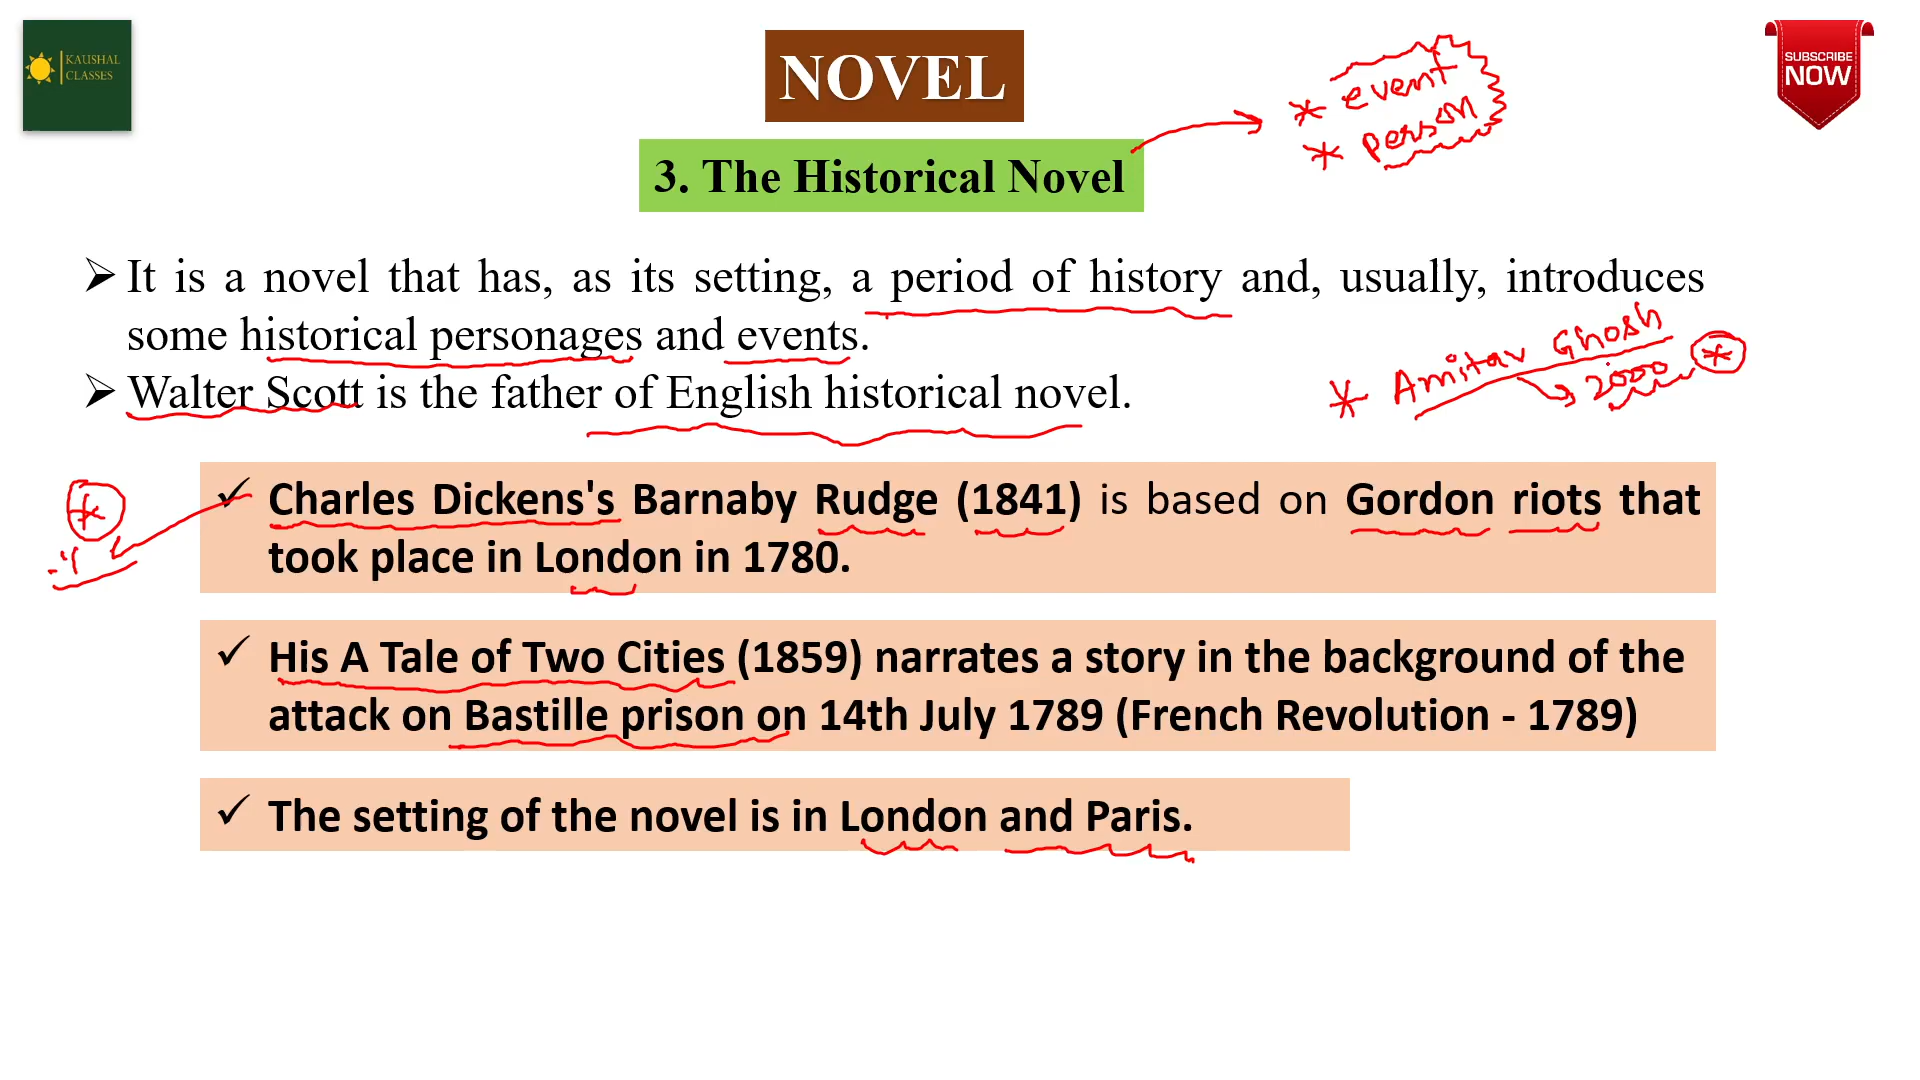 KAUSHAL
CLASSES
NOVEL
SUBSCRIBE
NOW
* event
* person
3. The Historical Novel
➢ It is a novel that has, as its setting, a period of history and, usually, introduces
some historical personages and events.
* Amitav Ghosh
2000 *
➢ Walter Scott is the father of English historical novel.
✓ Charles Dickens's Barnaby Rudge (1841) is based on Gordon riots that
took place in London in 1780.
✓ His A Tale of Two Cities (1859) narrates a story in the background of the
attack on Bastille prison on 14th July 1789 (French Revolution - 1789)
✓ The setting of the novel is in London and Paris.